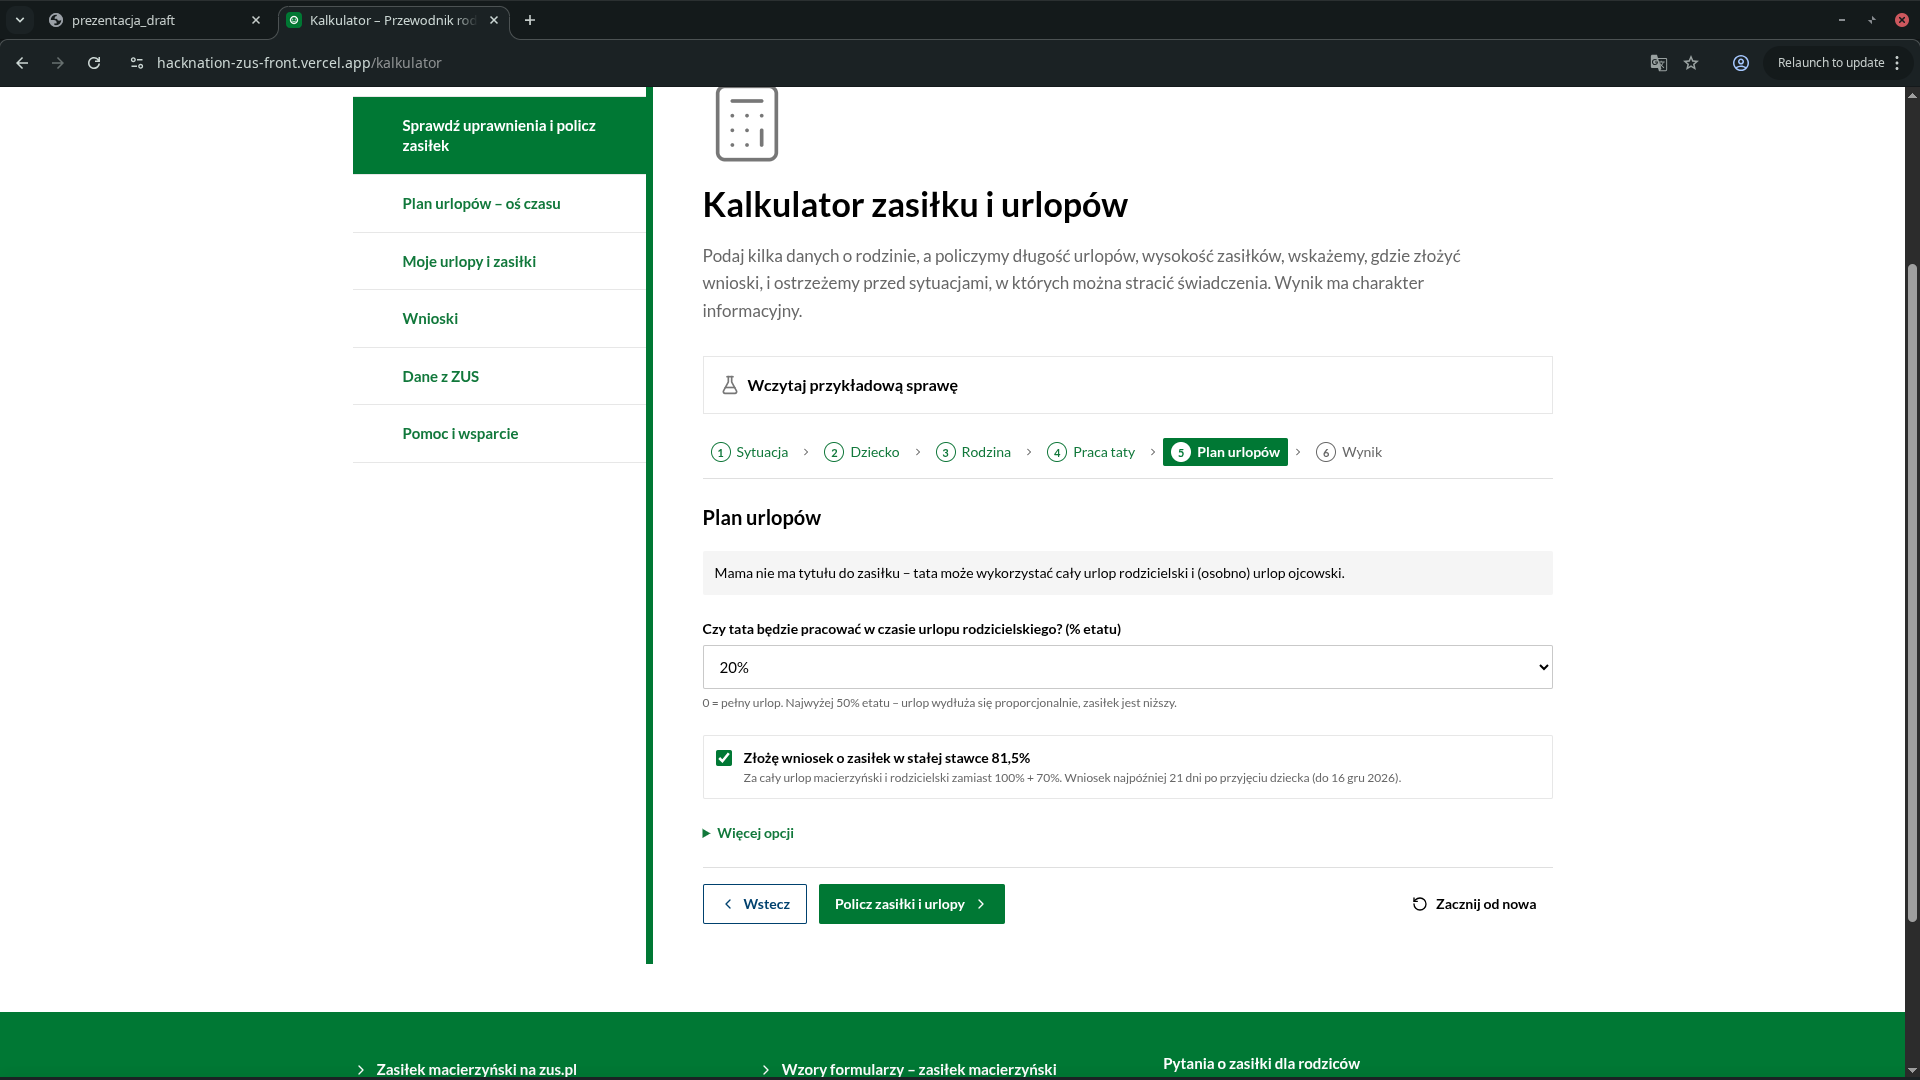 prezentacja_draft
Kalkulator – Przewodnik rod
hacknation-zus-front.vercel.app/kalkulator
Relaunch to update
Sprawdź uprawnienia i policz
zasiłek
Plan urlopów – oś czasu
Moje urlopy i zasiłki
Wnioski
Dane z ZUS
Pomoc i wsparcie
Kalkulator zasiłku i urlopów
Podaj kilka danych o rodzinie, a policzymy długość urlopów, wysokość zasiłków, wskażemy, gdzie złożyć
wnioski, i ostrzeżemy przed sytuacjami, w których można stracić świadczenia. Wynik ma charakter
informacyjny.
Wczytaj przykładową sprawę
1 Sytuacja 2 Dziecko 3 Rodzina 4 Praca taty 5 Plan urlopów 6 Wynik
Plan urlopów
Mama nie ma tytułu do zasiłku – tata może wykorzystać cały urlop rodzicielski i (osobno) urlop ojcowski.
Czy tata będzie pracować w czasie urlopu rodzicielskiego? (% etatu)
20%
0 = pełny urlop. Najwyżej 50% etatu – urlop wydłuża się proporcjonalnie, zasiłek jest niższy.
Złożę wniosek o zasiłek w stałej stawce 81,5%
Za cały urlop macierzyński i rodzicielski zamiast 100% + 70%. Wniosek najpóźniej 21 dni po przyjęciu dziecka (do 16 gru 2026).
Więcej opcji
Wstecz
Policz zasiłki i urlopy
Zacznij od nowa
Zasiłek macierzyński na zus.pl
Wzory formularzy – zasiłek macierzyński
Pytania o zasiłki dla rodziców